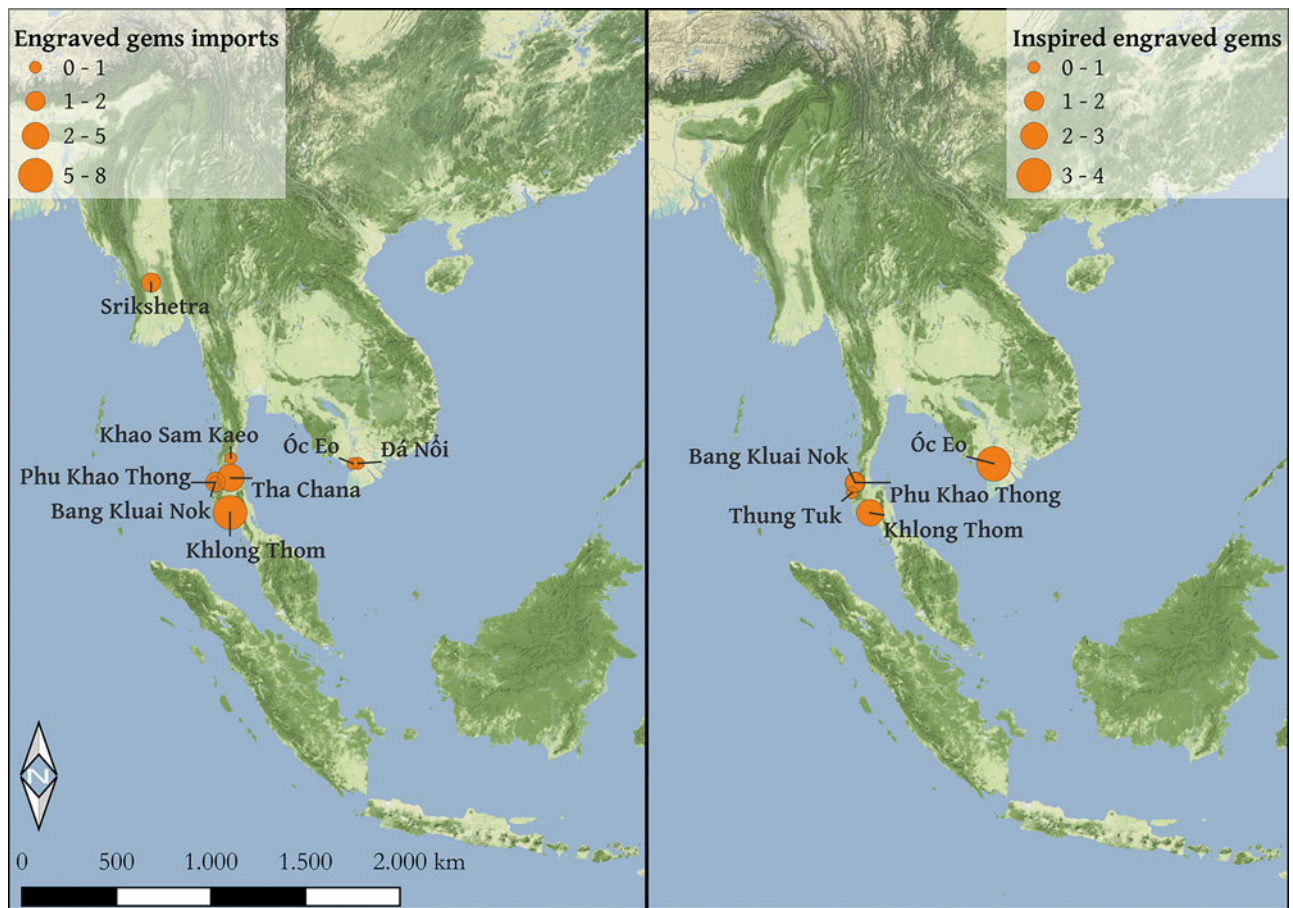 Engraved gems imports
0 - 1
1 - 2
2 - 5
5 - 8
Srikshetra
Khao Sam Kaeo
Óc Eo
Đá Nổi
Phu Khao Thong
Tha Chana
Bang Kluai Nok
Khlong Thom
N
0 500 1.000 1.500 2.000 km
Inspired engraved gems
0 - 1
1 - 2
2 - 3
3 - 4
Óc Eo
Bang Kluai Nok
Phu Khao Thong
Thung Tuk
Khlong Thom